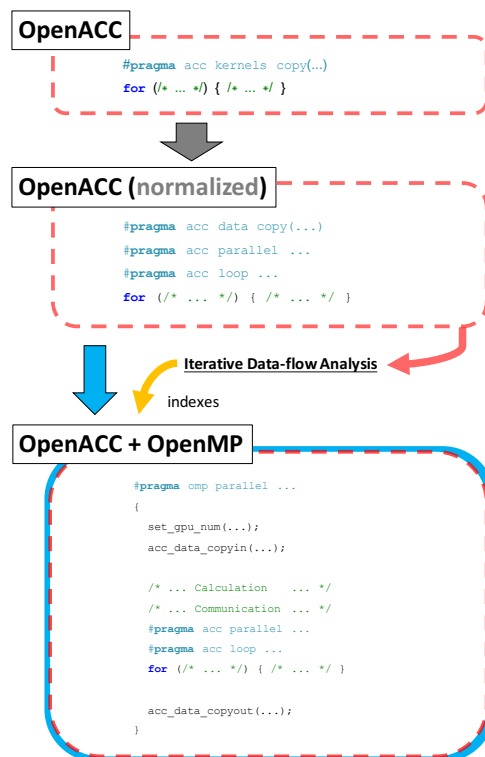 OpenACC
#pragma acc kernels copy(...)
for (/* ... */) { /* ... */ }
OpenACC (normalized)
#pragma acc data copy(...)
#pragma acc parallel ...
#pragma acc loop ...
for (/* ... */) { /* ... */ }
Iterative Data-flow Analysis
indexes
OpenACC + OpenMP
#pragma omp parallel ...
{
set_gpu_num(...);
acc_data_copyin(...);
/* ... Calculation ... */
/* ... Communication ... */
#pragma acc parallel ...
#pragma acc loop ...
for (/* ... */) { /* ... */ }
acc_data_copyout(...);
}